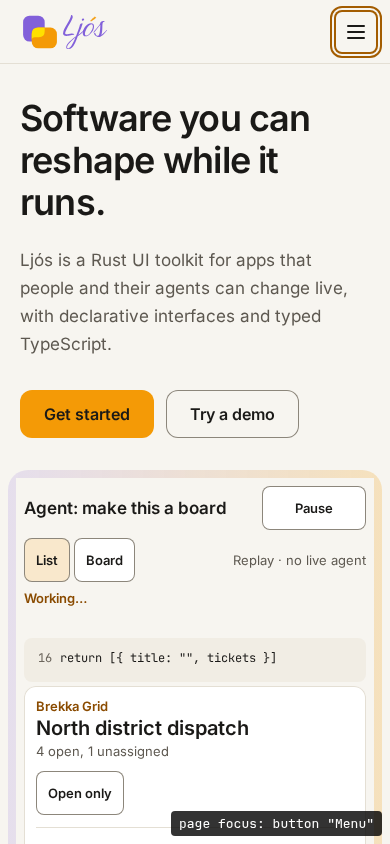 Ljós
Software you can
reshape while it
runs.
Ljós is a Rust UI toolkit for apps that
people and their agents can change live,
with declarative interfaces and typed
TypeScript.
Get started
Try a demo
Agent: make this a board
Pause
List
Board
Replay · no live agent
Working…
16 return [{ title: "", tickets }]
Brekka Grid
North district dispatch
4 open, 1 unassigned
Open only
page focus: button "Menu"